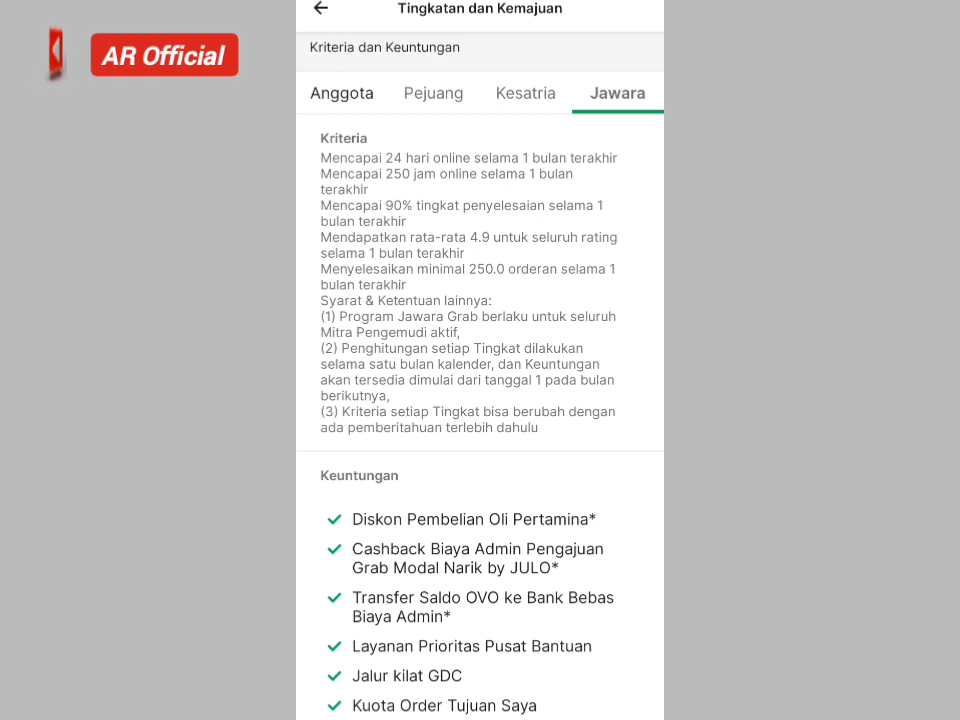 Tingkatan dan Kemajuan
AR Official
Kriteria dan Keuntungan
Anggota Pejuang Kesatria Jawara
Kriteria
Mencapai 24 hari online selama 1 bulan terakhir
Mencapai 250 jam online selama 1 bulan
terakhir
Mencapai 90% tingkat penyelesaian selama 1
bulan terakhir
Mendapatkan rata-rata 4.9 untuk seluruh rating
selama 1 bulan terakhir
Menyelesaikan minimal 250.0 orderan selama 1
bulan terakhir
Syarat & Ketentuan lainnya:
(1) Program Jawara Grab berlaku untuk seluruh
Mitra Pengemudi aktif,
(2) Penghitungan setiap Tingkat dilakukan
selama satu bulan kalender, dan Keuntungan
akan tersedia dimulai dari tanggal 1 pada bulan
berikutnya,
(3) Kriteria setiap Tingkat bisa berubah dengan
ada pemberitahuan terlebih dahulu
Keuntungan
Diskon Pembelian Oli Pertamina*
Cashback Biaya Admin Pengajuan
Grab Modal Narik by JULO*
Transfer Saldo OVO ke Bank Bebas
Biaya Admin*
Layanan Prioritas Pusat Bantuan
Jalur kilat GDC
Kuota Order Tujuan Saya